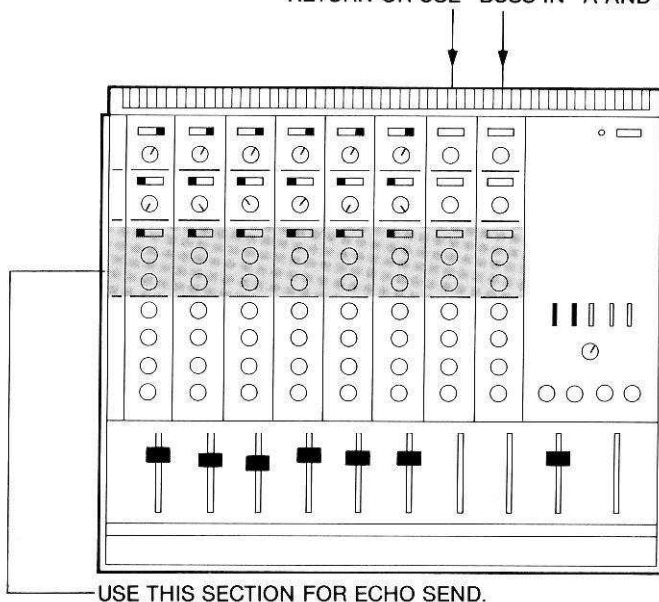 RETURN OR USE "BUSS IN" A AND
USE THIS SECTION FOR ECHO SEND.